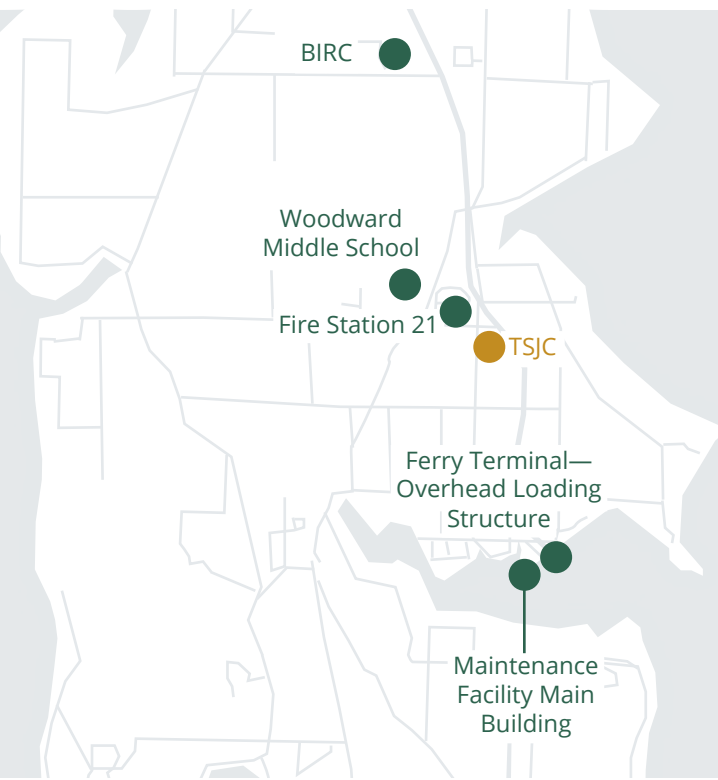 BIRC
Woodward
Middle School
Fire Station 21
TSJC
Ferry Terminal—
Overhead Loading
Structure
Maintenance
Facility Main
Building